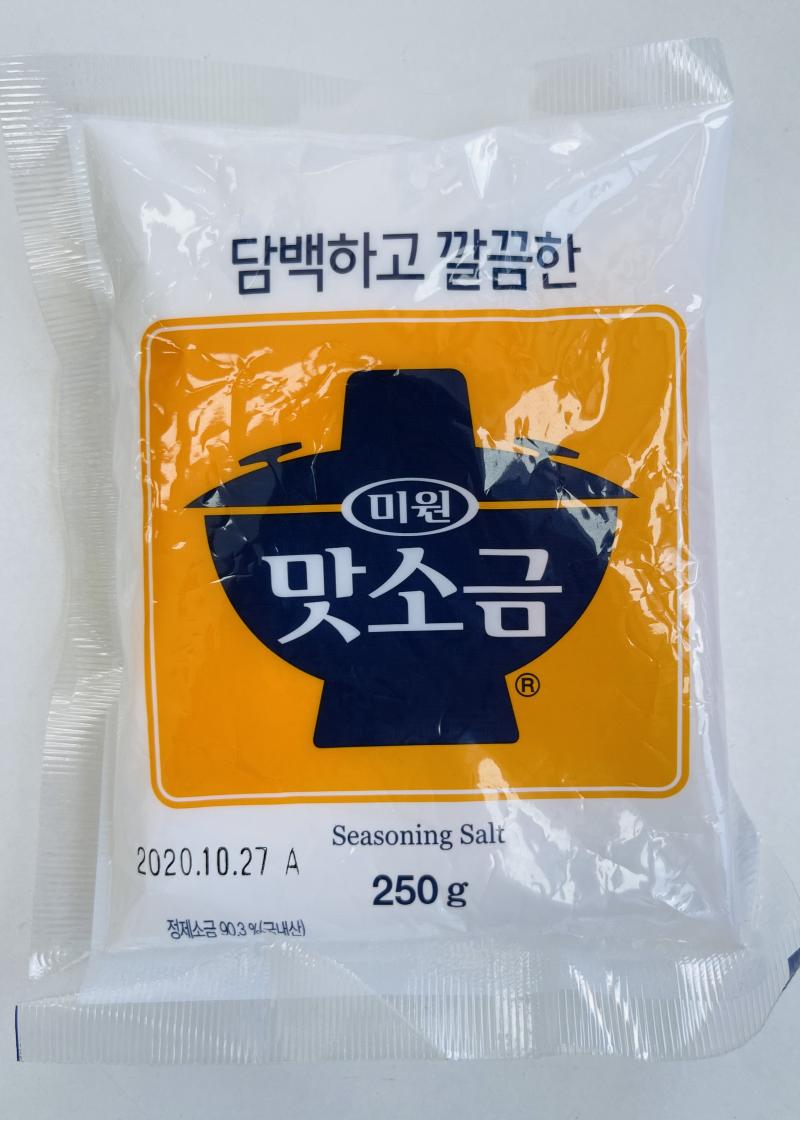 담백하고 깔끔한
미원
맛소금
®
Seasoning Salt
2020.10.27 A
250 g
정제소금 90.3 %(국내산)